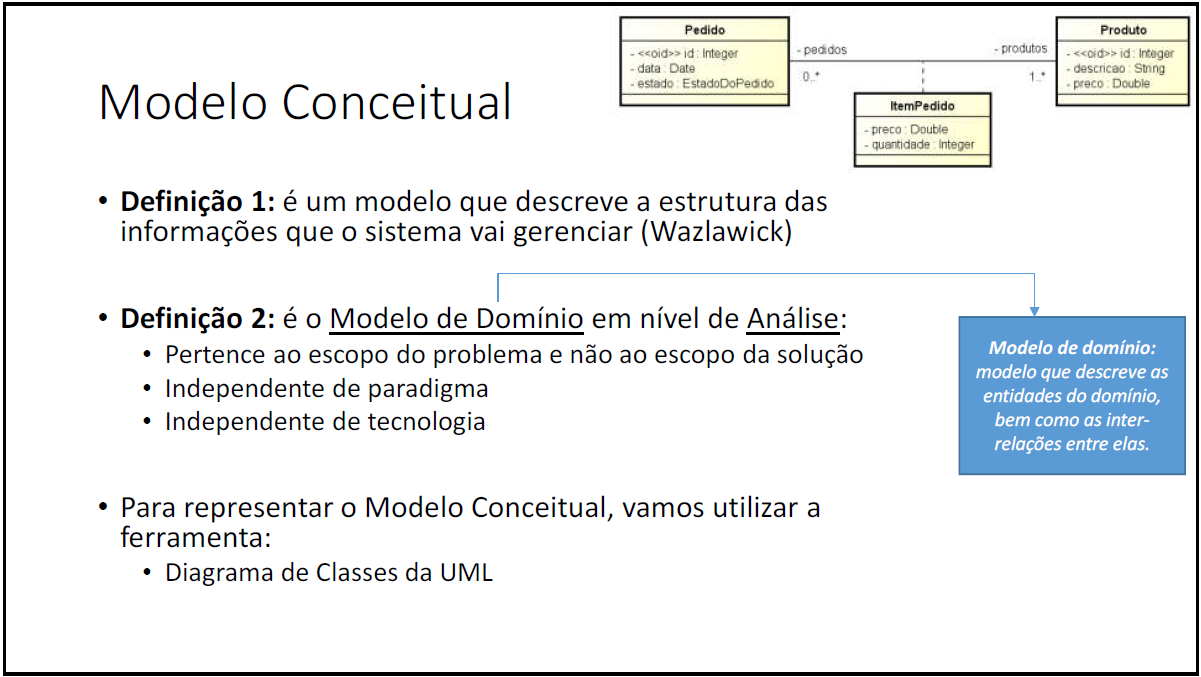 Modelo Conceitual
Pedido
- <<oid>> id : Integer
- data : Date
- estado : EstadoDoPedido
- pedidos
0..*
- produtos
1..*
Produto
- <<oid>> id : Integer
- descricao : String
- preco : Double
ItemPedido
- preco : Double
- quantidade : Integer
• Definição 1: é um modelo que descreve a estrutura das
informações que o sistema vai gerenciar (Wazlawick)
• Definição 2: é o Modelo de Domínio em nível de Análise:
• Pertence ao escopo do problema e não ao escopo da solução
• Independente de paradigma
• Independente de tecnologia
Modelo de domínio:
modelo que descreve as
entidades do domínio,
bem como as inter-
relações entre elas.
• Para representar o Modelo Conceitual, vamos utilizar a
ferramenta:
• Diagrama de Classes da UML